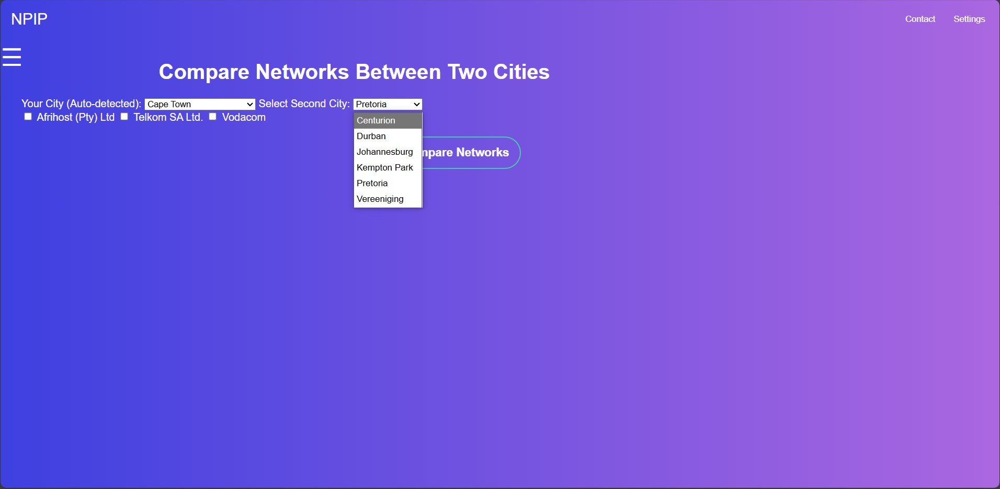 NPIP
Contact Settings
Compare Networks Between Two Cities
Your City (Auto-detected): Cape Town Select Second City: Pretoria
Afrihost (Pty) Ltd Telkom SA Ltd. Vodacom
Centurion
Durban
Johannesburg
mpare Networks
Kempton Park
Pretoria
Vereeniging